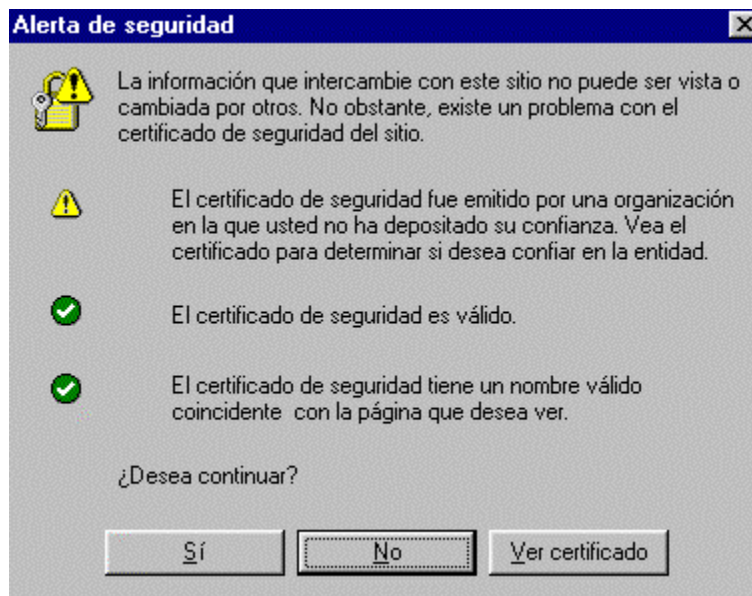 Alerta de seguridad
La información que intercambie con este sitio no puede ser vista o
cambiada por otros. No obstante, existe un problema con el
certificado de seguridad del sitio.
El certificado de seguridad fue emitido por una organización
en la que usted no ha depositado su confianza. Vea el
certificado para determinar si desea confiar en la entidad.
El certificado de seguridad es válido.
El certificado de seguridad tiene un nombre válido
coincidente  con la página que desea ver.
¿Desea continuar?
Sí No Ver certificado